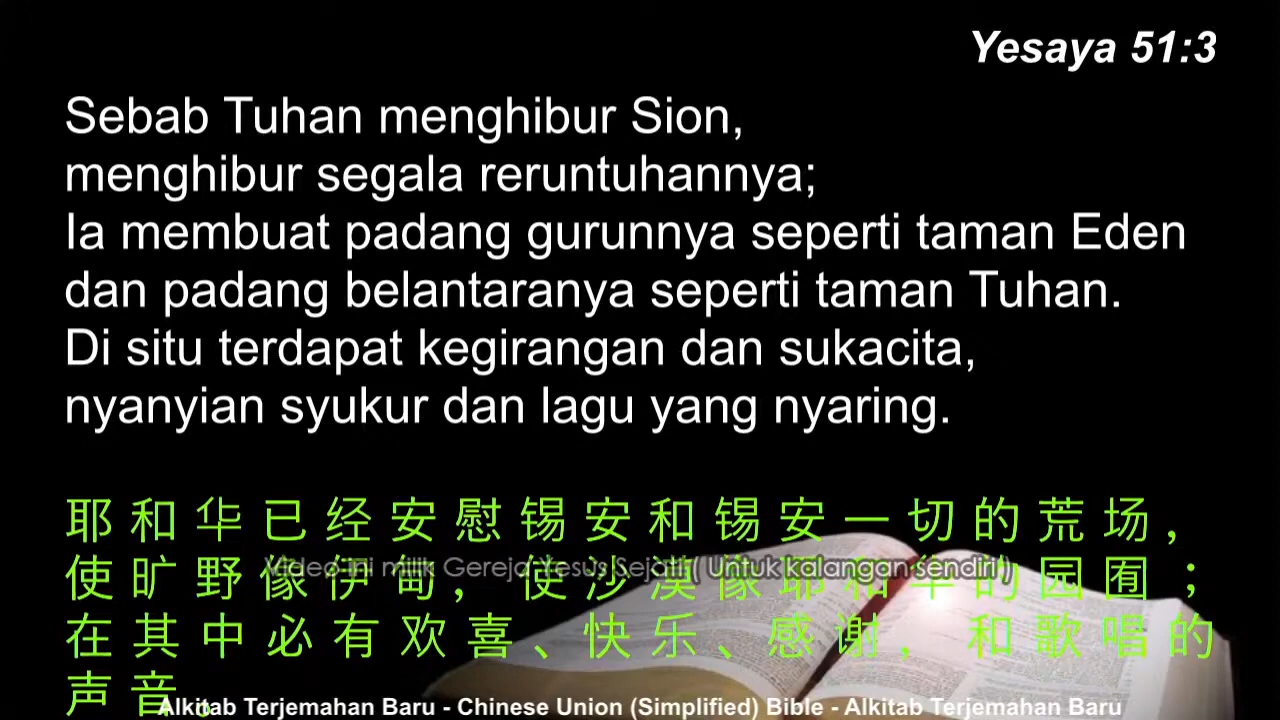 Yesaya 51:3
Sebab Tuhan menghibur Sion,
menghibur segala reruntuhannya;
Ia membuat padang gurunnya seperti taman Eden
dan padang belantaranya seperti taman Tuhan.
Di situ terdapat kegirangan dan sukacita,
nyanyian syukur dan lagu yang nyaring.
耶和华已经安慰锡安和锡安一切的荒场,
使旷野像伊甸,使沙漠像耶和华的园囿;
Video ini milik Gereja Yesus Sejati ( Untuk kalangan sendiri )
在其中必有欢喜、快乐、感谢,和歌唱的
声音。
Alkitab Terjemahan Baru - Chinese Union (Simplified) Bible - Alkitab Terjemahan Baru